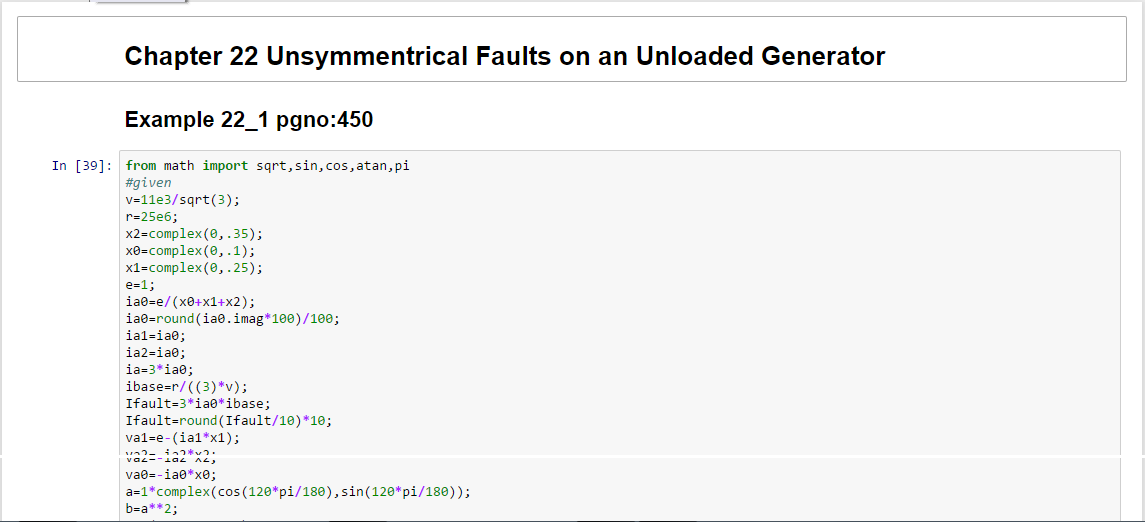 Chapter 22 Unsymmentrical Faults on an Unloaded Generator
Example 22_1 pgno:450
In [39]: from math import sqrt,sin,cos,atan,pi
#given
v=11e3/sqrt(3);
r=25e6;
x2=complex(0,.35);
x0=complex(0,.1);
x1=complex(0,.25);
e=1;
ia0=e/(x0+x1+x2);
ia0=round(ia0.imag*100)/100;
ia1=ia0;
ia2=ia0;
ia=3*ia0;
ibase=r/((3)*v);
Ifault=3*ia0*ibase;
Ifault=round(Ifault/10)*10;
va1=e-(ia1*x1);
va2=-ia2*x2;
va0=-ia0*x0;
a=1*complex(cos(120*pi/180),sin(120*pi/180));
b=a**2;